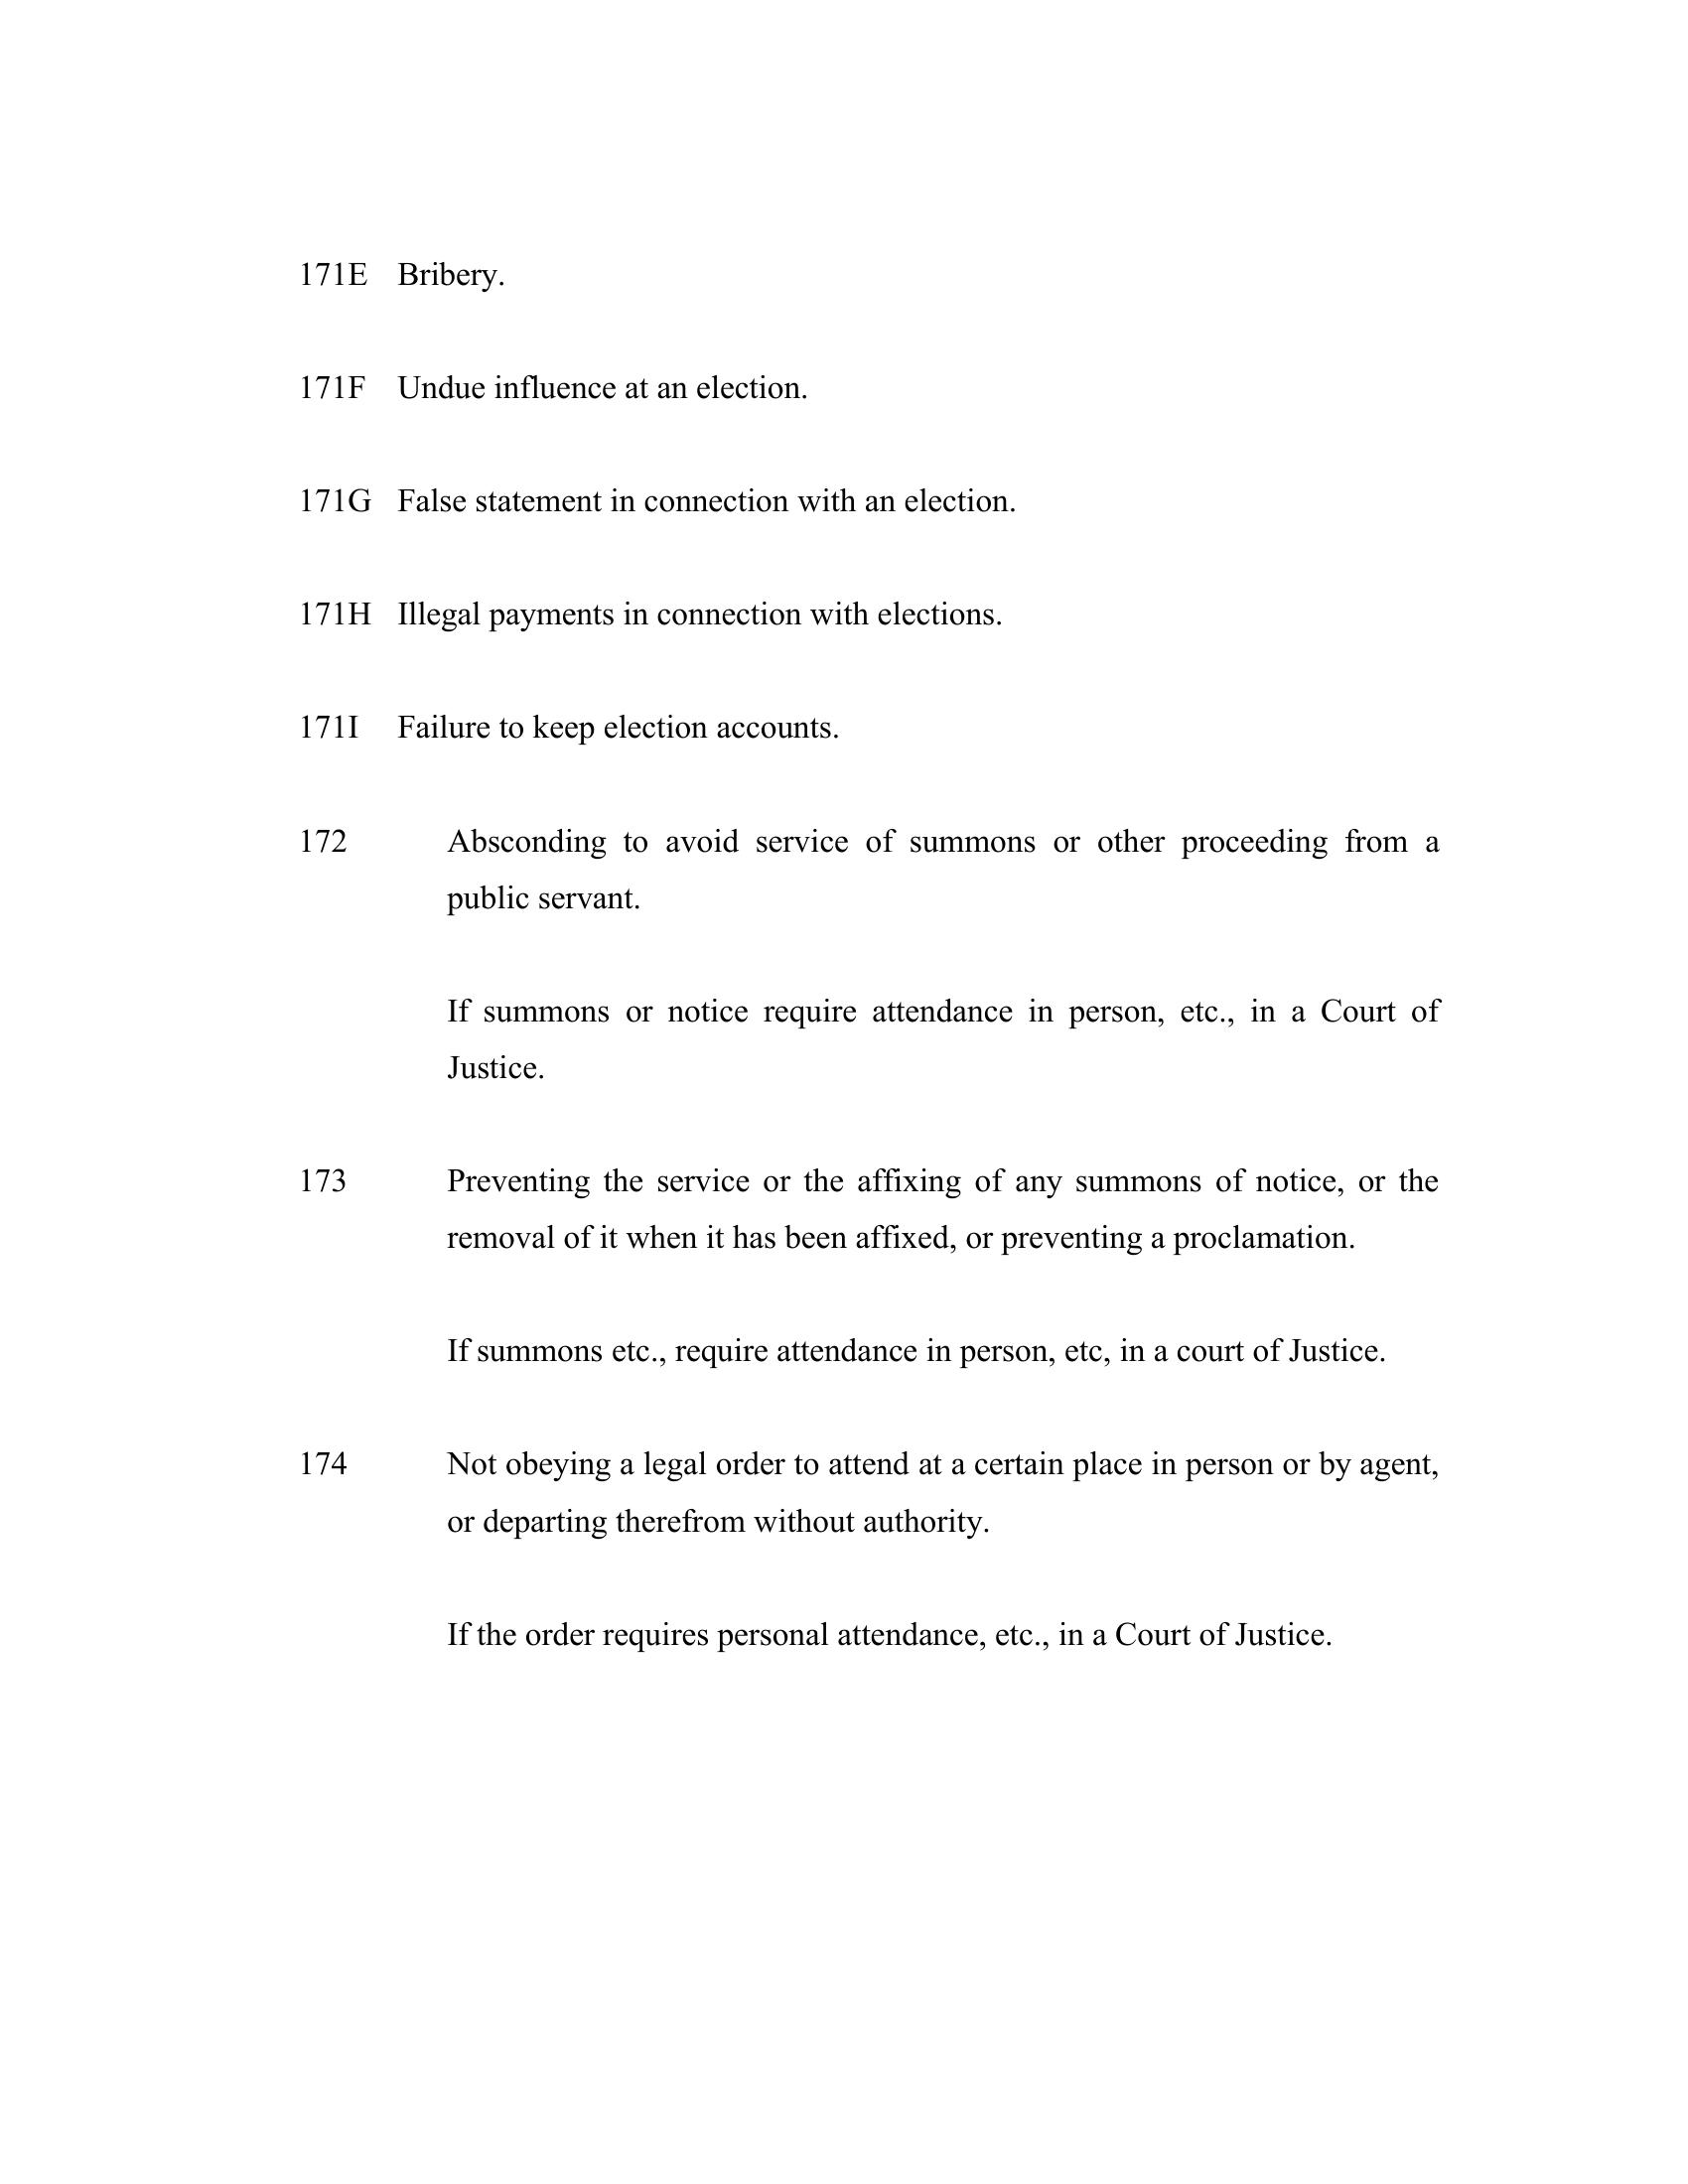 171E Bribery.
171F Undue influence at an election.
171G False statement in connection with an election.
171H Illegal payments in connection with elections.
171I Failure to keep election accounts.
172 Absconding to avoid service of summons or other proceeding from a
public servant.
If summons or notice require attendance in person, etc., in a Court of
Justice.
173 Preventing the service or the affixing of any summons of notice, or the
removal of it when it has been affixed, or preventing a proclamation.
If summons etc., require attendance in person, etc, in a court of Justice.
174 Not obeying a legal order to attend at a certain place in person or by agent,
or departing therefrom without authority.
If the order requires personal attendance, etc., in a Court of Justice.